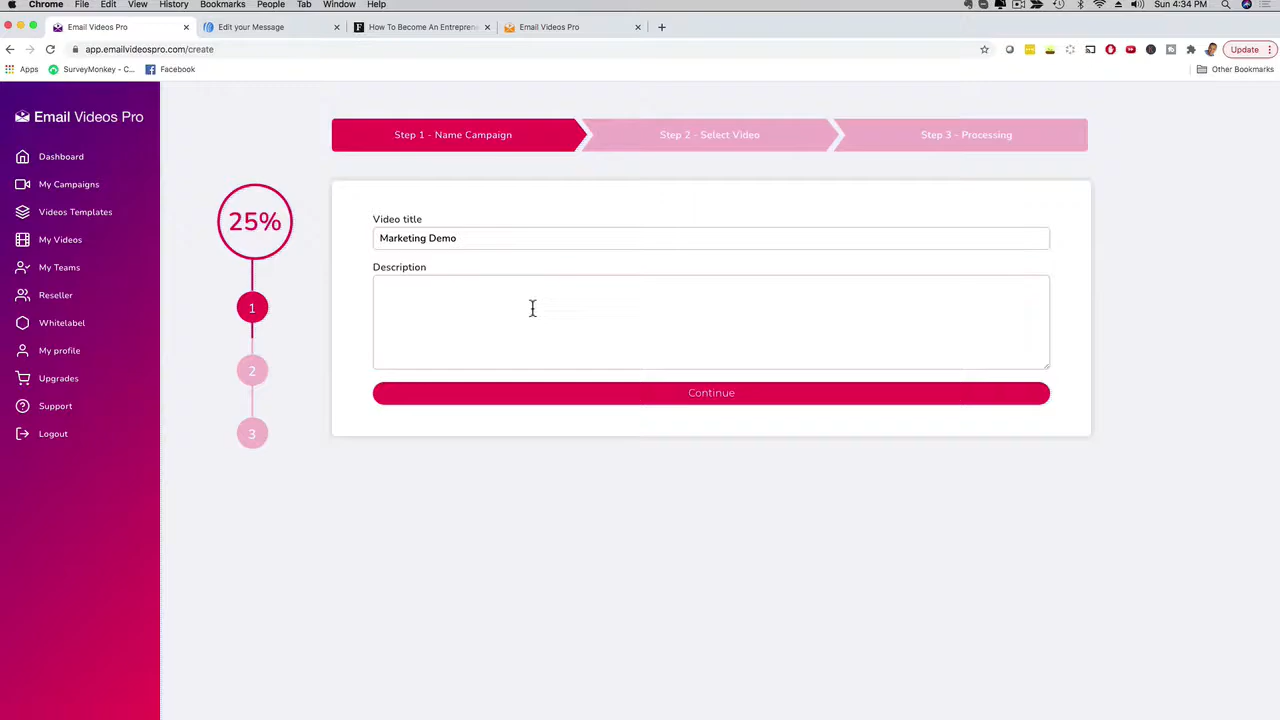 Chrome File Edit View History Bookmarks People Tab Window Help Sun 4:34 PM
Email Videos Pro Edit your Message How To Become An Entreprene Email Videos Pro
app.emailvideospro.com/create Update
Apps SurveyMonkey - C... Facebook Other Bookmarks
Email Videos Pro
Dashboard
My Campaigns
Videos Templates
My Videos
My Teams
Reseller
Whitelabel
My profile
Upgrades
Support
Logout
Step 1 - Name Campaign Step 2 - Select Video Step 3 - Processing
25%
1
2
3
Video title
Marketing Demo
Description
Continue